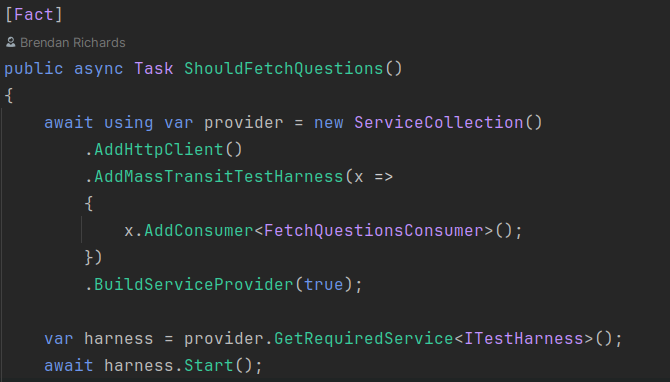 [Fact]
Brendan Richards
public async Task ShouldFetchQuestions()
{
    await using var provider = new ServiceCollection()
        .AddHttpClient()
        .AddMassTransitTestHarness(x =>
        {
            x.AddConsumer<FetchQuestionsConsumer>();
        })
        .BuildServiceProvider(true);

    var harness = provider.GetRequiredService<ITestHarness>();
    await harness.Start();